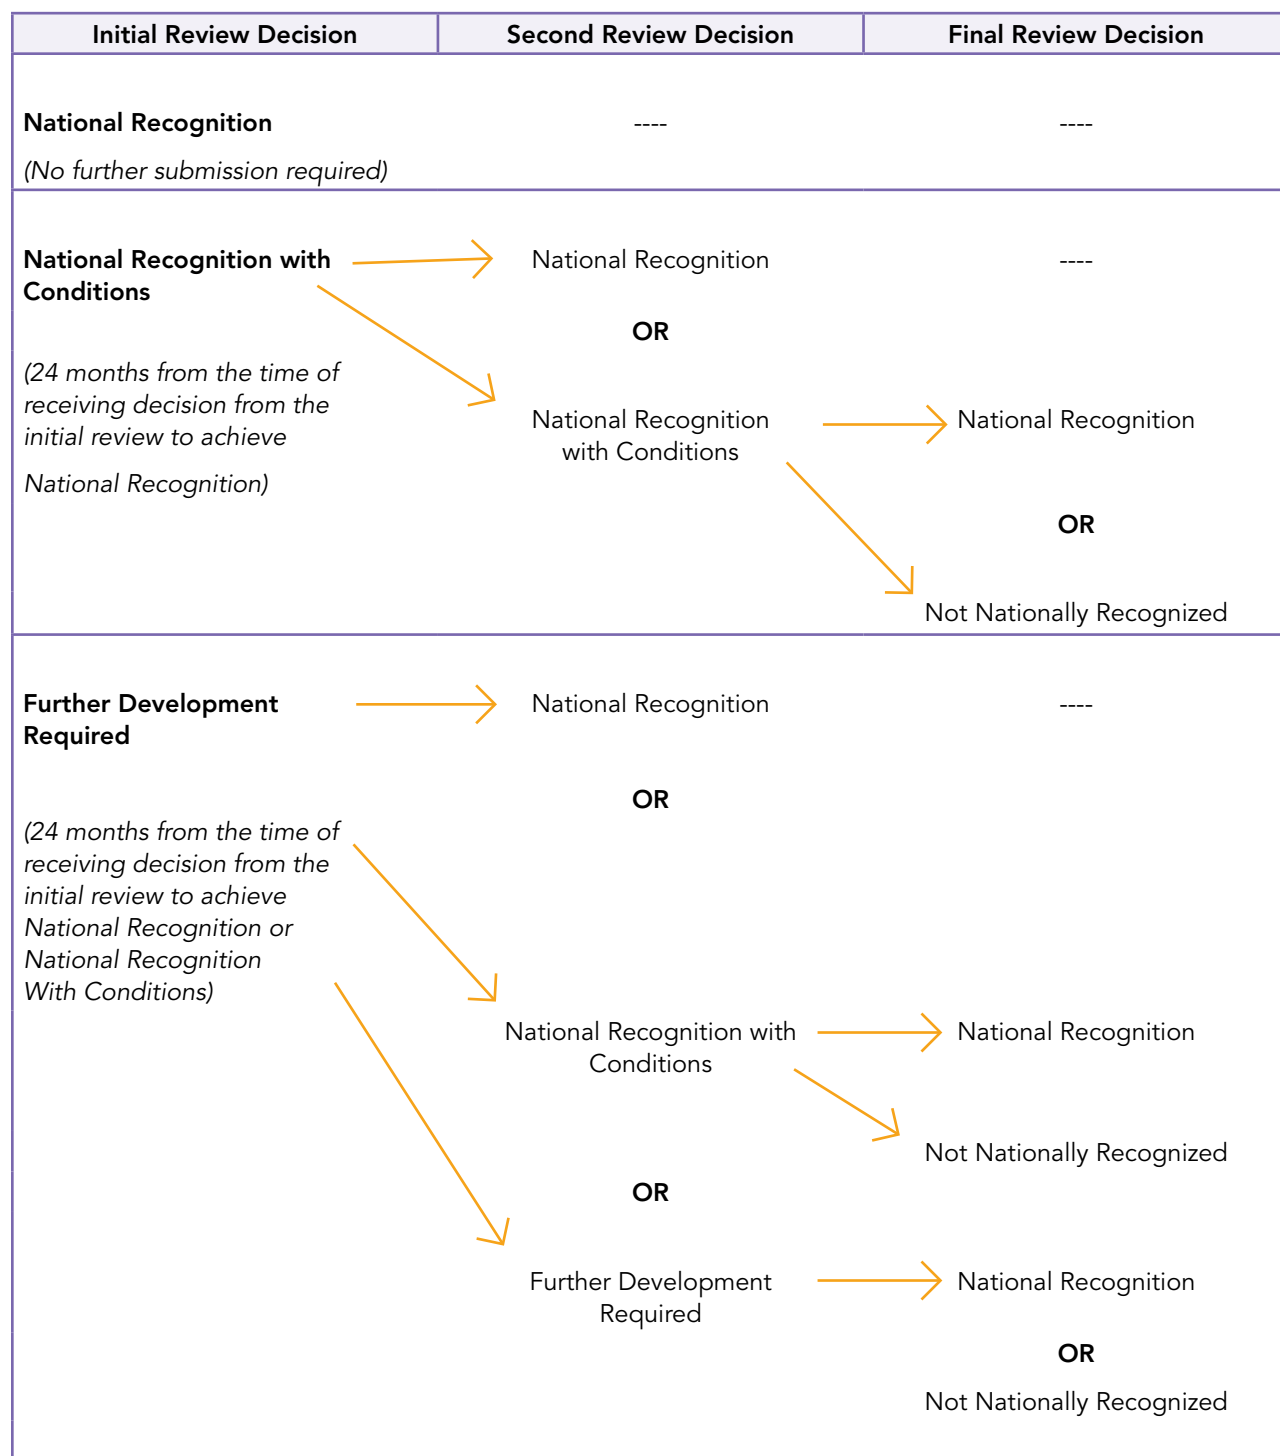 Initial Review Decision Second Review Decision Final Review Decision
National Recognition ---- ----
(No further submission required)
National Recognition with National Recognition ----
Conditions
OR
(24 months from the time of
receiving decision from the
initial review to achieve
National Recognition National Recognition
with Conditions
National Recognition)
OR
Not Nationally Recognized
Further Development National Recognition ----
Required
OR
(24 months from the time of
receiving decision from the
initial review to achieve
National Recognition or
National Recognition
With Conditions)
National Recognition with National Recognition
Conditions
Not Nationally Recognized
OR
Further Development National Recognition
Required
OR
Not Nationally Recognized